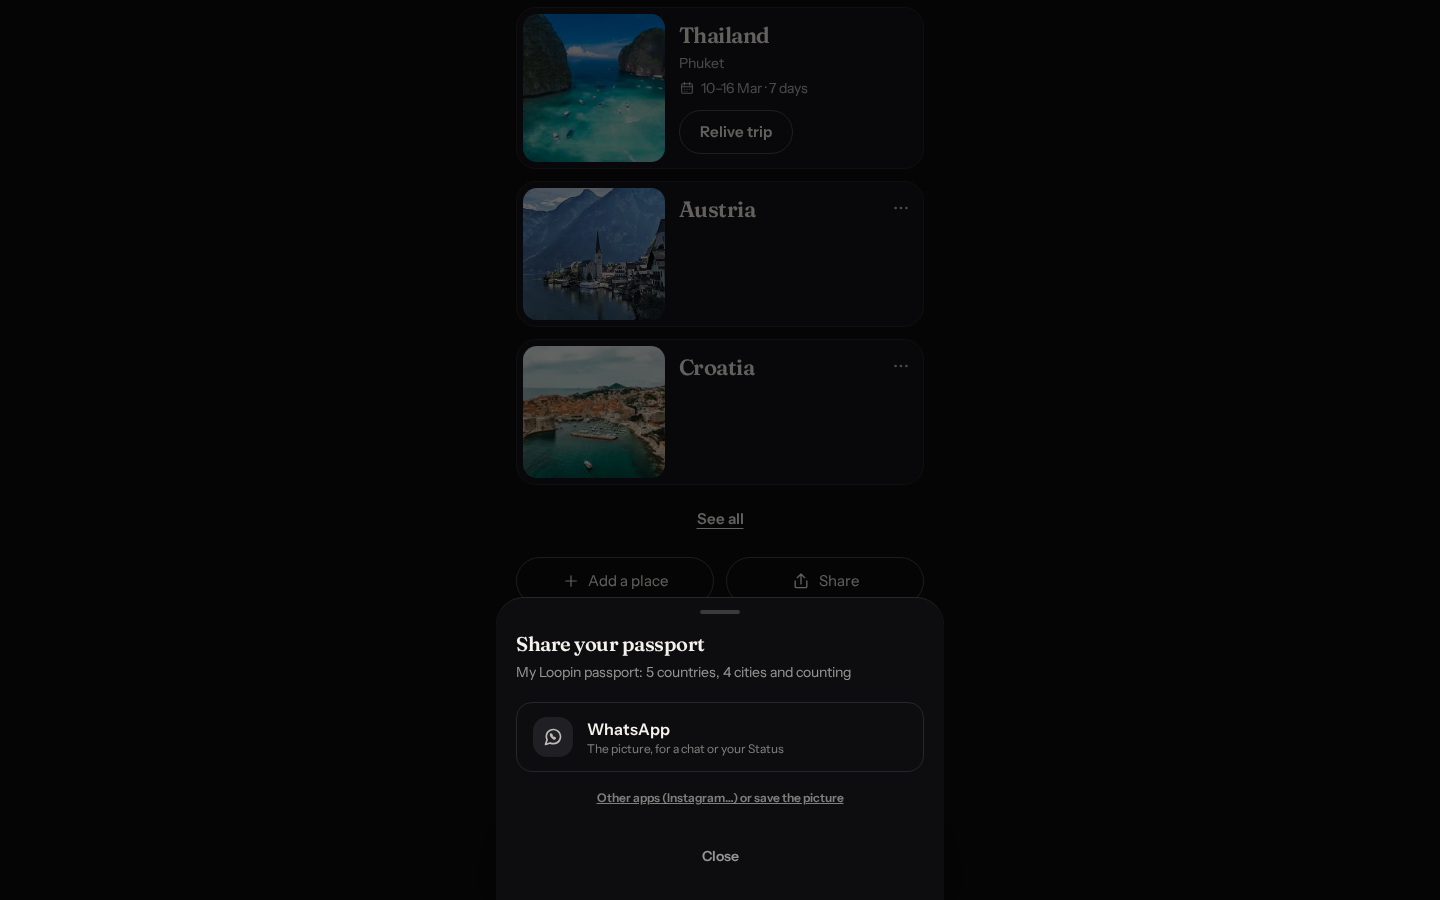 Thailand
Phuket
10–16 Mar · 7 days
Relive trip
Austria
Croatia
See all
Add a place
Share
Share your passport
My Loopin passport: 5 countries, 4 cities and counting
WhatsApp
The picture, for a chat or your Status
Other apps (Instagram...) or save the picture
Close